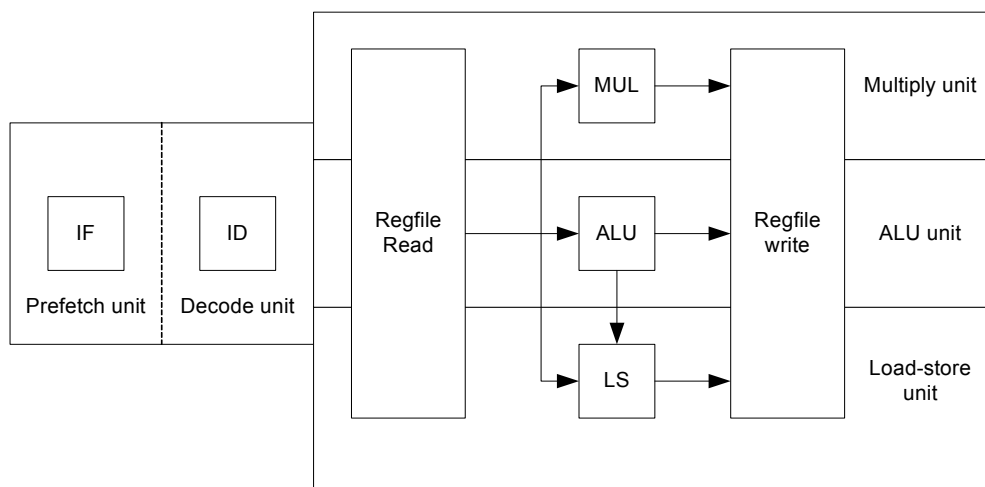 MUL
Multiply unit
IF
ID
Regfile
Read
ALU
Regfile
write
ALU unit
Prefetch unit
Decode unit
LS
Load-store
unit